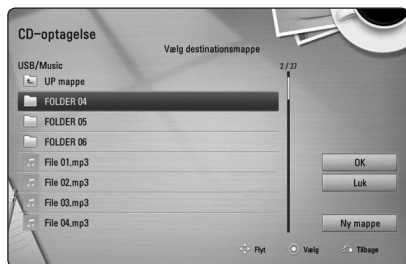 CD-optagelse
Vælg destinationsmappe
USB/Music
2 / 27
UP mappe
FOLDER 04
FOLDER 05
FOLDER 06
File 01.mp3
File 02.mp3
File 03.mp3
File 04.mp3
OK
Luk
Ny mappe
Flyt
Vælg
Tilbage